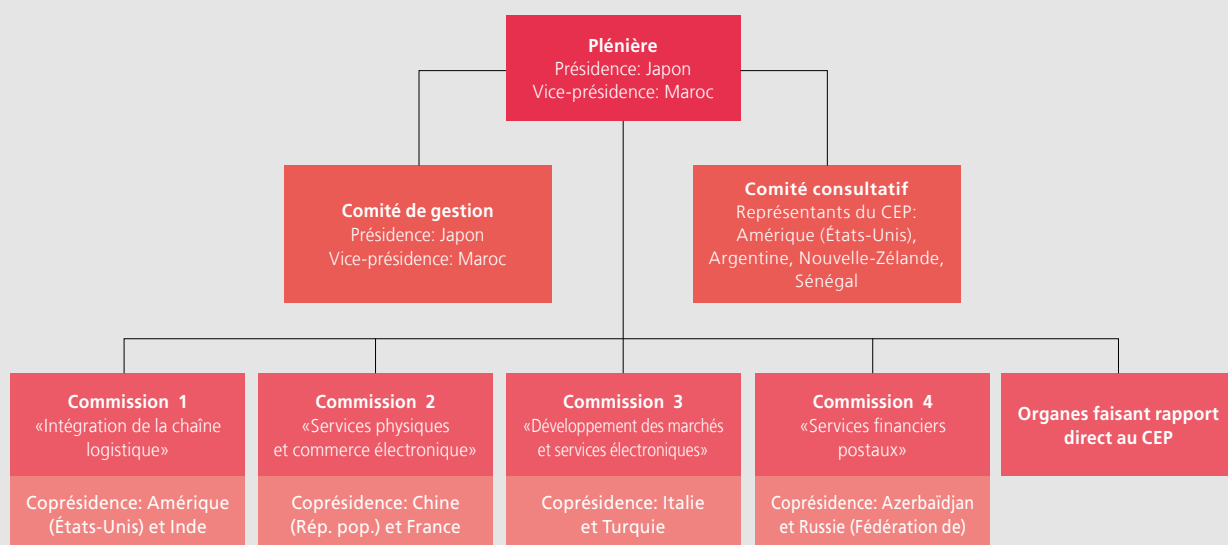 Plénière
Présidence: Japon
Vice-présidence: Maroc
Comité de gestion
Présidence: Japon
Vice-présidence: Maroc
Comité consultatif
Représentants du CEP:
Amérique (États-Unis),
Argentine, Nouvelle-Zélande,
Sénégal
Commission 1
«Intégration de la chaîne
logistique»
Coprésidence: Amérique
(États-Unis) et Inde
Commission 2
«Services physiques
et commerce électronique»
Coprésidence: Chine
(Rép. pop.) et France
Commission 3
«Développement des marchés
et services électroniques»
Coprésidence: Italie
et Turquie
Commission 4
«Services financiers
postaux»
Coprésidence: Azerbaïdjan
et Russie (Fédération de)
Organes faisant rapport
direct au CEP